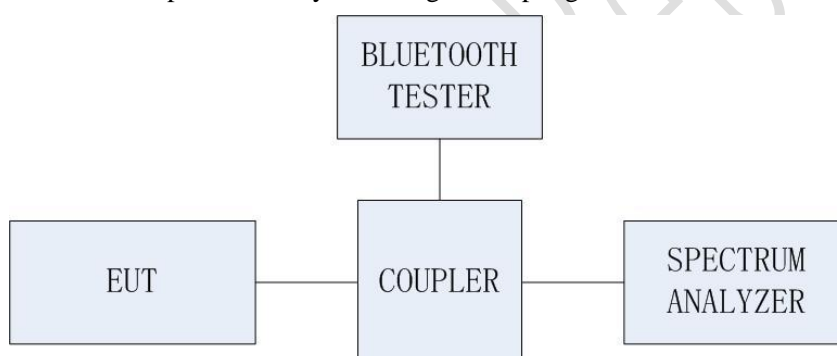 BLUETOOTH
TESTER
EUT
COUPLER
SPECTRUM
ANALYZER